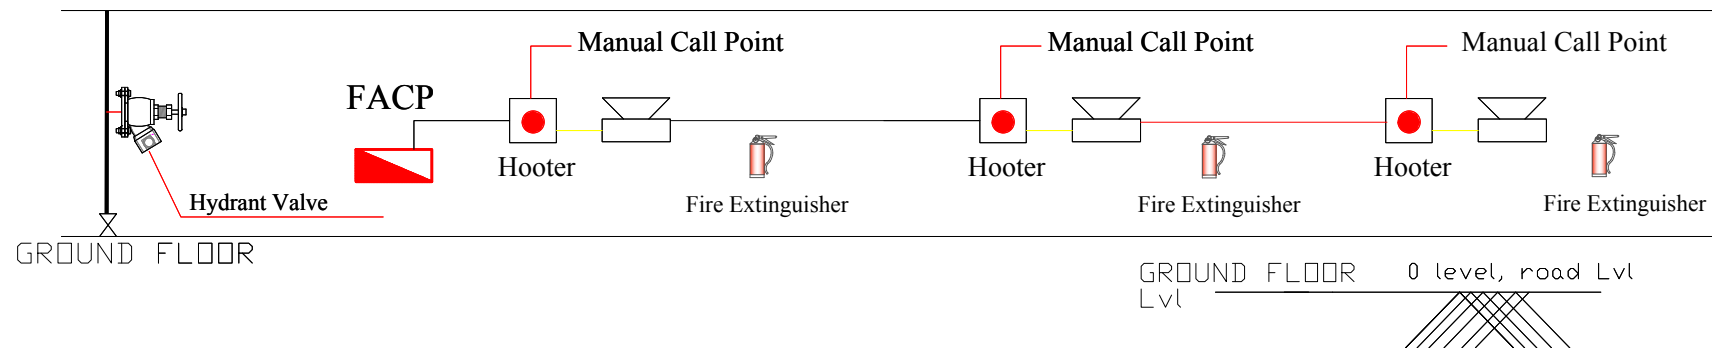 Manual Call Point
Manual Call Point
Manual Call Point
FACP
Hooter
Hooter
Hooter
Hydrant Valve
Fire Extinguisher
Fire Extinguisher
Fire Extinguisher
GROUND FLOOR
GROUND FLOOR
Lvl
0 level, road Lvl